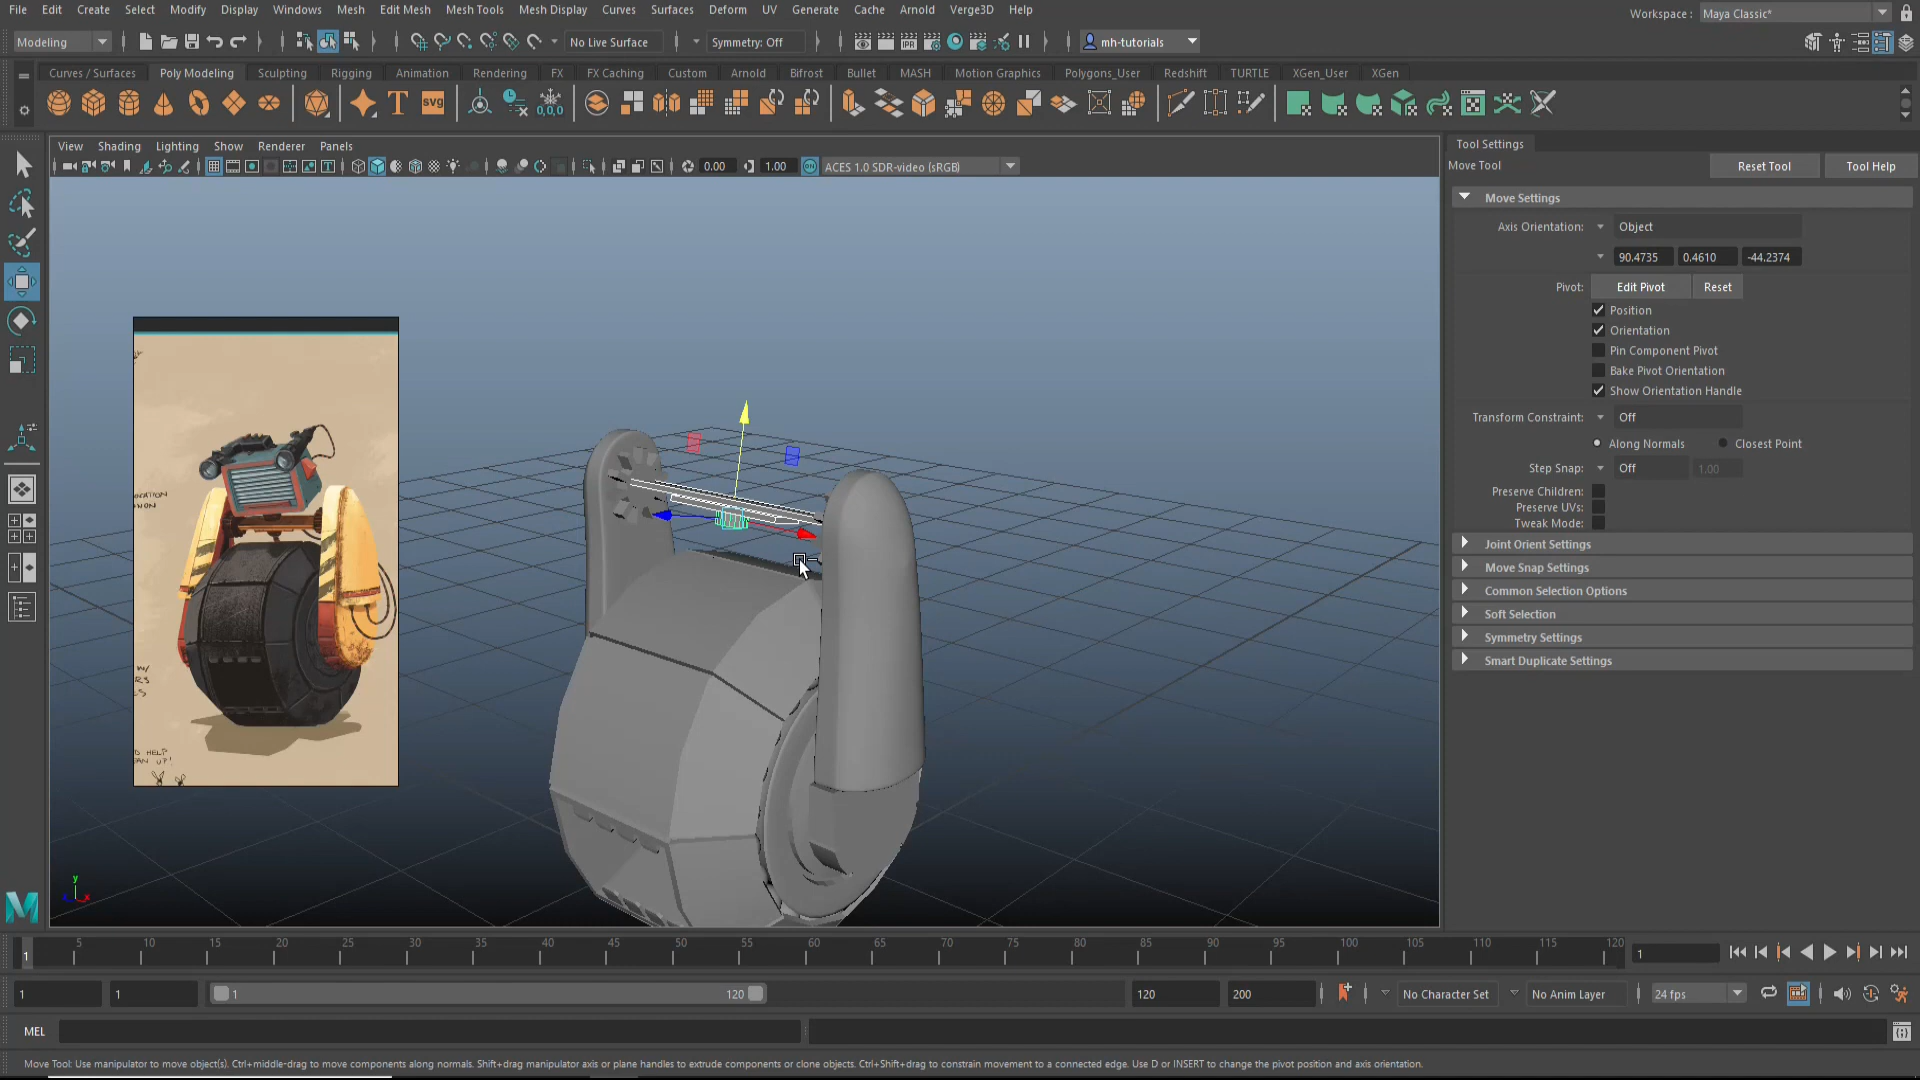 File Edit Create Select Modify Display Windows Mesh Edit Mesh Mesh Tools Mesh Display Curves Surfaces Deform UV Generate Cache Arnold Verge3D Help
Workspace : Maya Classic*
Modeling
No Live Surface
Symmetry: Off
IPR
mh-tutorials
Curves / Surfaces Poly Modeling Sculpting Rigging Animation Rendering FX FX Caching Custom Arnold Bifrost Bullet MASH Motion Graphics Polygons_User Redshift TURTLE XGen_User XGen
T svg 0,0,0
View Shading Lighting Show Renderer Panels
0.00 1.00 ON ACES 1.0 SDR-video (sRGB)
Tool Settings
Move Tool
Reset Tool
Tool Help
Move Settings
Axis Orientation: Object
90.4735 0.4610 -44.2374
Pivot: Edit Pivot Reset
Position
Orientation
Pin Component Pivot
Bake Pivot Orientation
Show Orientation Handle
Transform Constraint: Off
Along Normals Closest Point
Step Snap: Off 1.00
Preserve Children:
Preserve UVs:
Tweak Mode:
Joint Orient Settings
Move Snap Settings
Common Selection Options
Soft Selection
Symmetry Settings
Smart Duplicate Settings
W/
y
x
M
5 10 15 20 25 30 35 40 45 50 55 60 65 70 75 80 85 90 95 100 105 110 115 120
1
1
1 1 1 120 120 200
No Character Set
No Anim Layer
24 fps
MEL
Move Tool: Use manipulator to move object(s). Ctrl+middle-drag to move components along normals. Shift+drag manipulator axis or plane handles to extrude components or clone objects. Ctrl+Shift+drag to constrain movement to a connected edge. Use D or INSERT to change the pivot position and axis orientation.